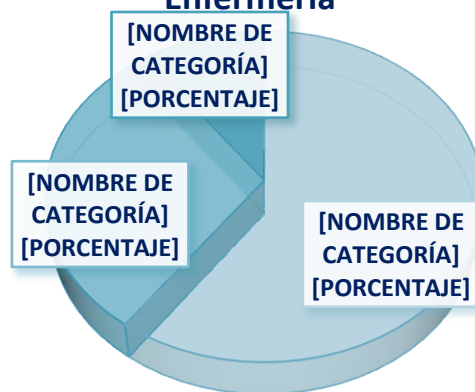 Enfermería
[NOMBRE DE
CATEGORÍA]
[PORCENTAJE]
[NOMBRE DE
CATEGORÍA]
[PORCENTAJE]
[NOMBRE DE
CATEGORÍA]
[PORCENTAJE]